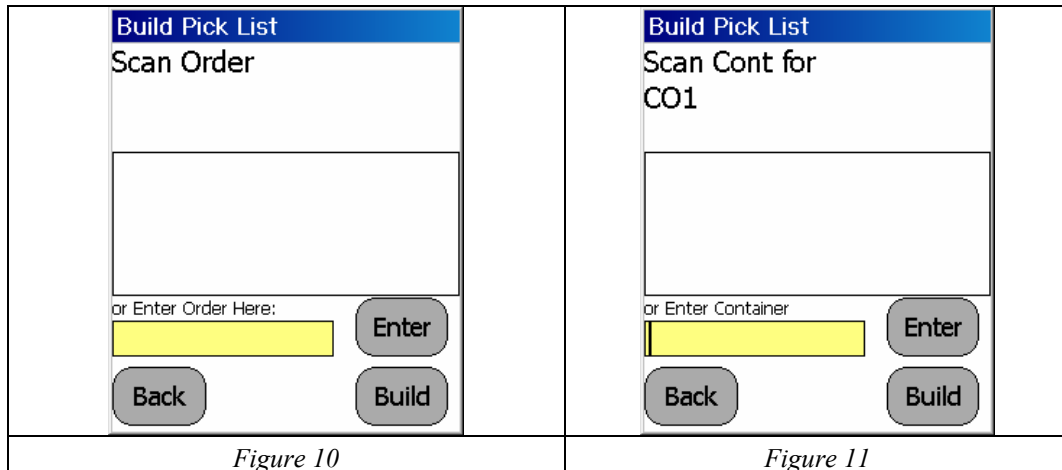 Build Pick List
Scan Order
or Enter Order Here:
Enter
Back
Build
Figure 10
Build Pick List
Scan Cont for
CO1
or Enter Container
Enter
Back
Build
Figure 11